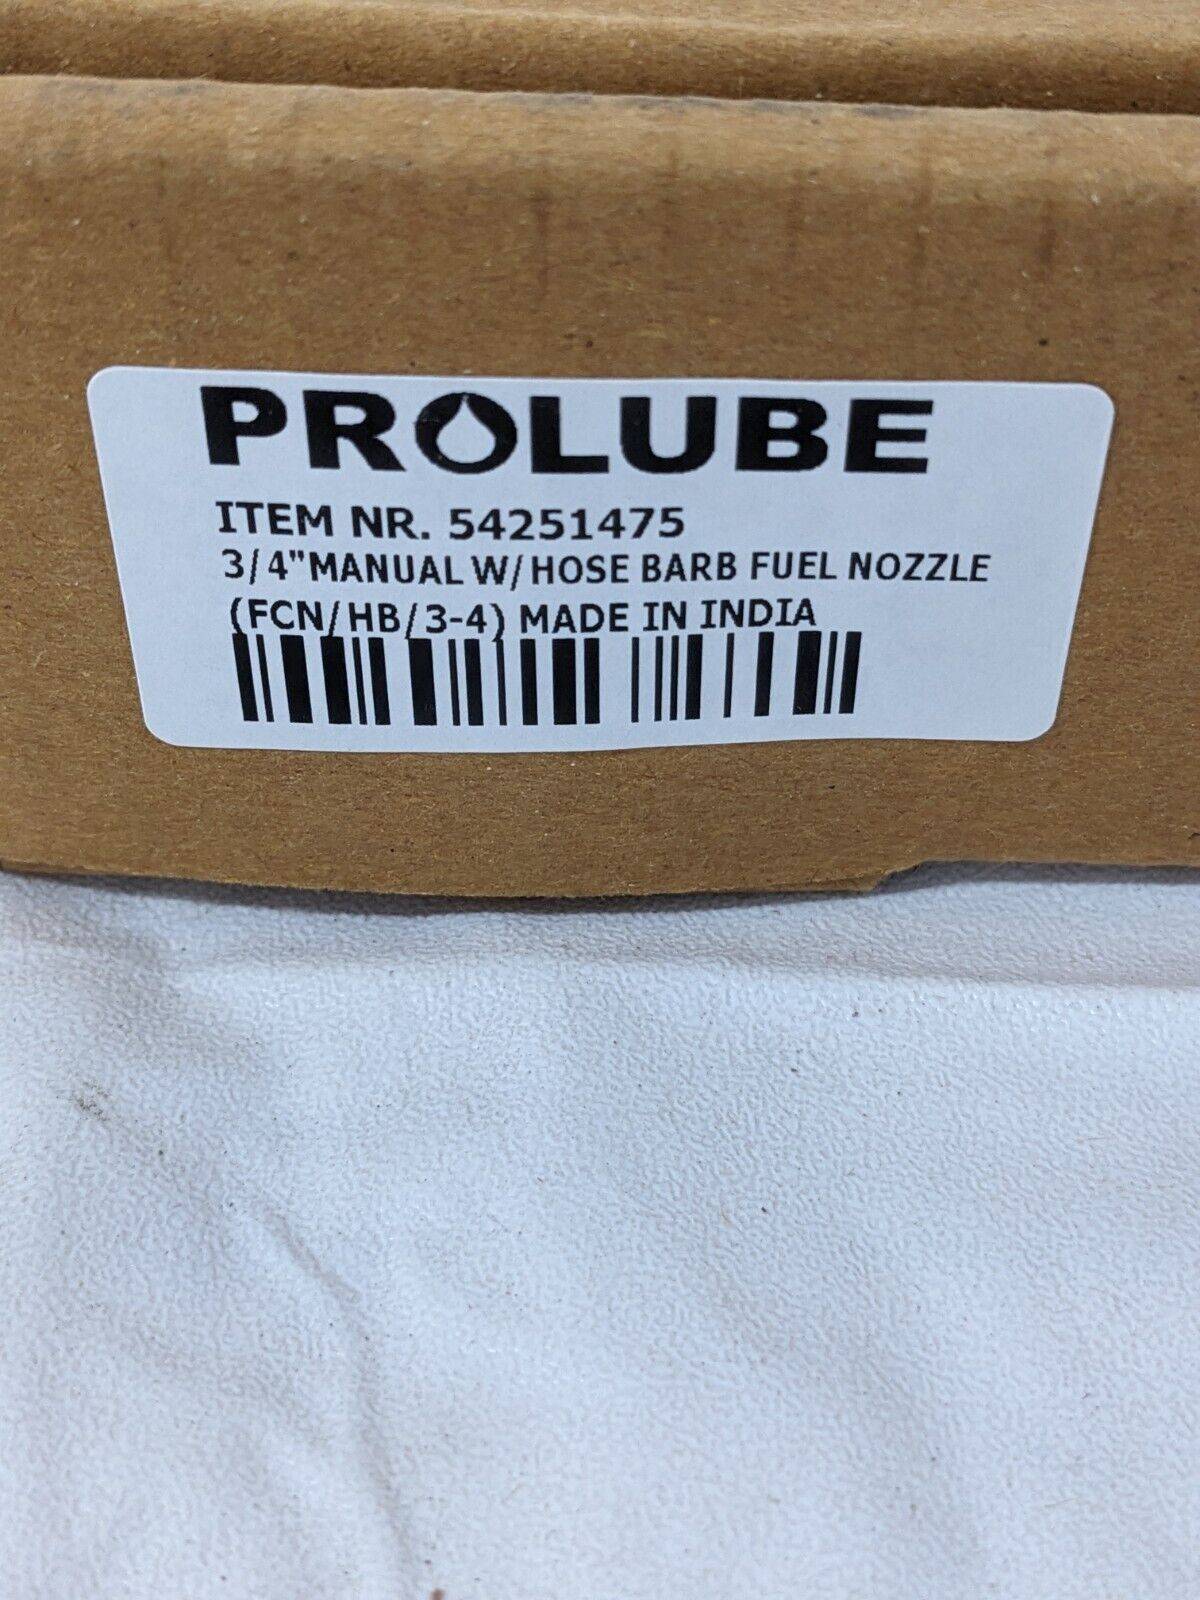 PROLUBE
ITEM NR. 54251475
3/4"MANUAL W/HOSE BARB FUEL NOZZLE
(FCN/HB/3-4) MADE IN INDIA